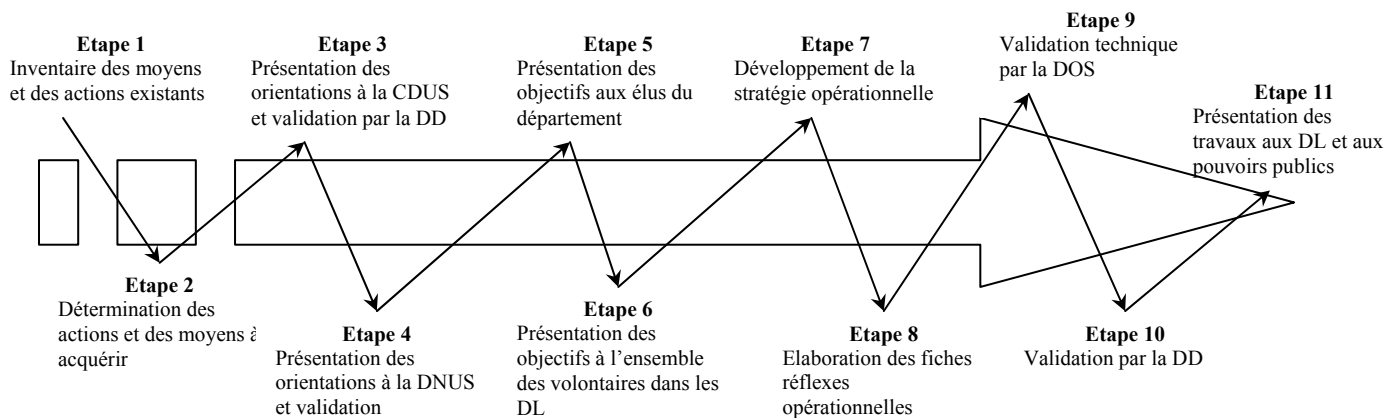 Etape 1
Inventaire des moyens
et des actions existants
Etape 2
Détermination des
actions et des moyens à
acquérir
Etape 3
Présentation des
orientations à la CDUS
et validation par la DD
Etape 4
Présentation des
orientations à la DNUS
et validation
Etape 5
Présentation des
objectifs aux élus du
département
Etape 6
Présentation des
objectifs à l’ensemble
des volontaires dans les
DL
Etape 7
Développement de la
stratégie opérationnelle
Etape 8
Elaboration des fiches
réflexes
opérationnelles
Etape 9
Validation technique
par la DOS
Etape 10
Validation par la DD
Etape 11
Présentation des
travaux aux DL et aux
pouvoirs publics